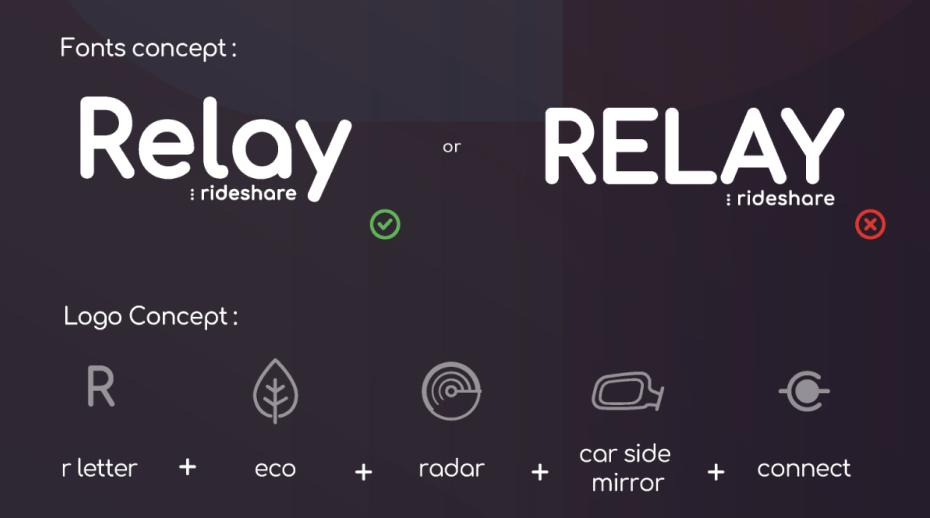 Fonts concept :
Relay
rideshare
or
RELAY
rideshare
Logo Concept :
R
r letter + eco + radar + car side mirror + connect